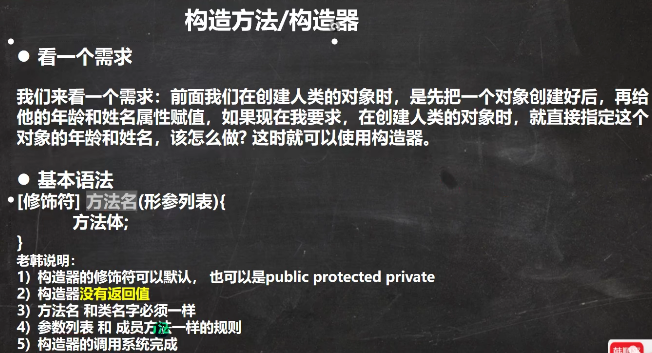 构造方法/构造器
● 看一个需求
我们来看一个需求：前面我们在创建人类的对象时，是先把一个对象创建好后，再给
他的年龄和姓名属性赋值，如果现在我要求，在创建人类的对象时，就直接指定这个
对象的年龄和姓名，该怎么做? 这时就可以使用构造器。
● 基本语法
[修饰符] 方法名(形参列表){
方法体;
}
老韩说明：
1) 构造器的修饰符可以默认， 也可以是public protected private
2) 构造器没有返回值
3) 方法名 和类名字必须一样
4) 参数列表 和 成员方法一样的规则
5) 构造器的调用系统完成